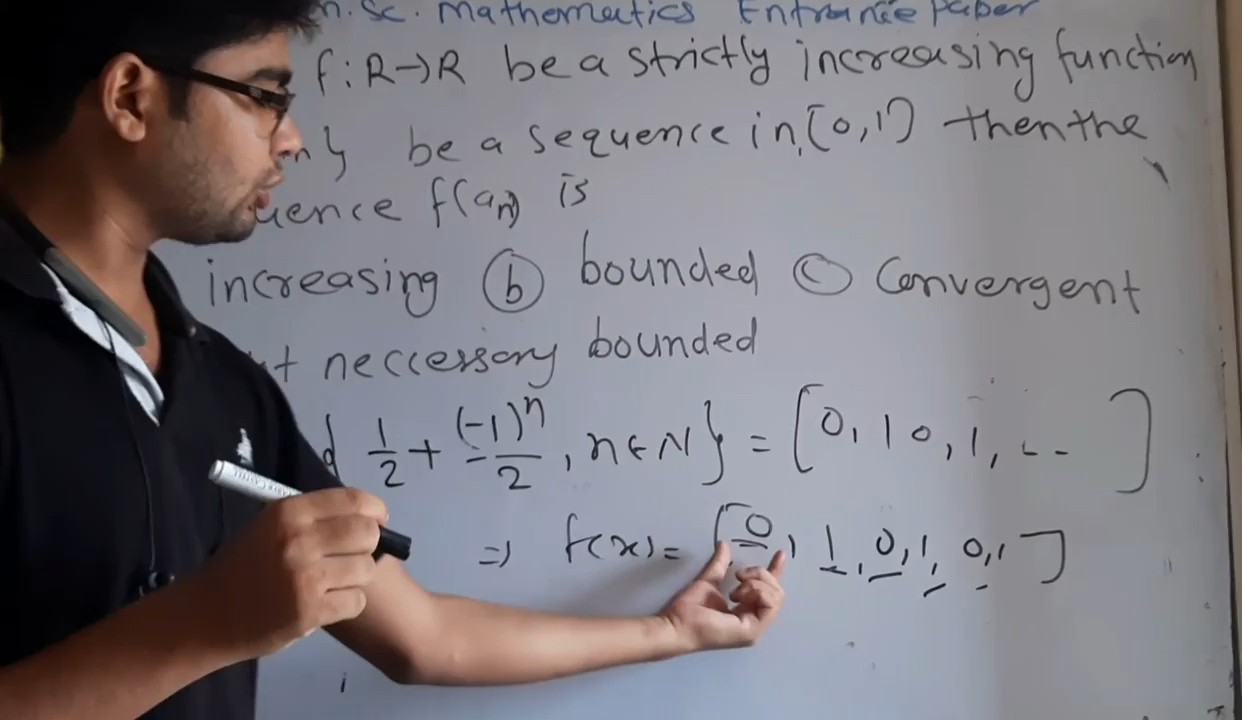 M.Sc. Mathematics Entrance Paper
f:R→R be a strictly increasing function
n} be a sequence in [0,1] then the
uence f(an) is
increasing (b) bounded (c) Convergent
t neccessory bounded
{ 1/2 + (-1)^n/2 , n∈N } = [0, 1 0, 1, ...]
⇒ f(x) = [0, 1, 0, 1, 0, 1]